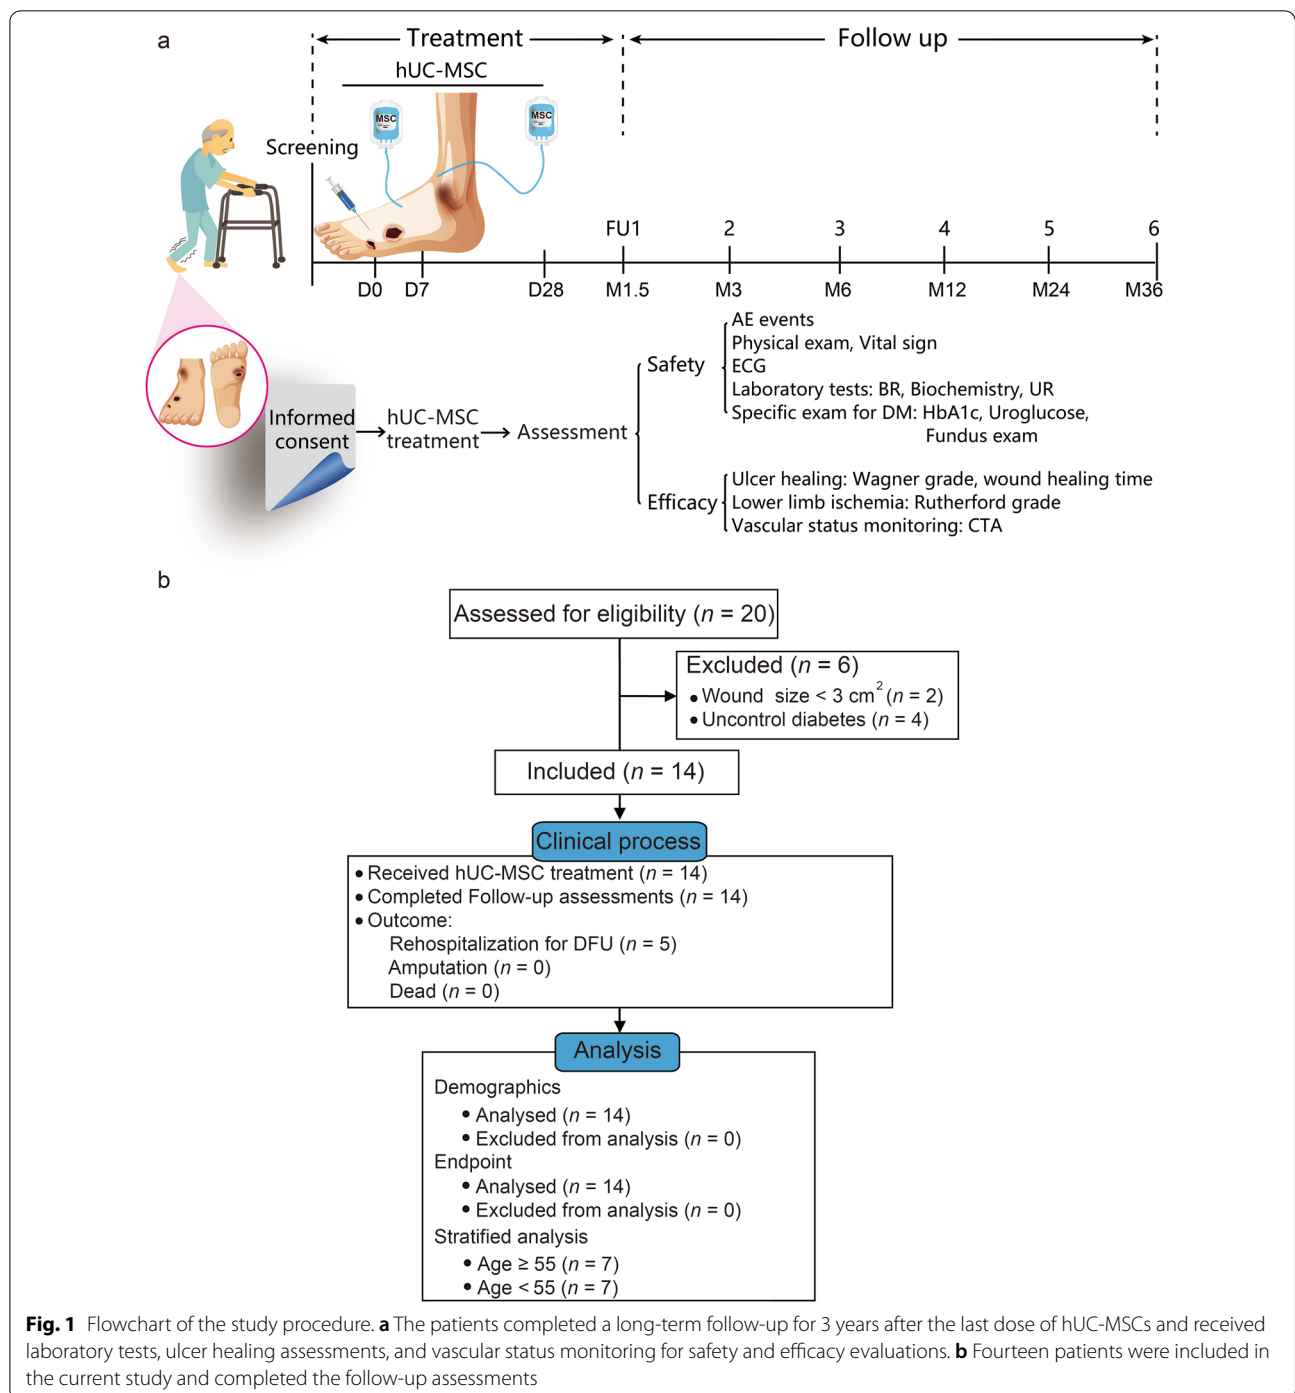 a
Treatment
Follow up
hUC-MSC
MSC
MSC
Screening
FU1 2 3 4 5 6
D0 D7 D28 M1.5 M3 M6 M12 M24 M36
Informed
consent
hUC-MSC
treatment
Assessment
Safety
AE events
Physical exam, Vital sign
ECG
Laboratory tests: BR, Biochemistry, UR
Specific exam for DM: HbA1c, Uroglucose,
Fundus exam
Efficacy
Ulcer healing: Wagner grade, wound healing time
Lower limb ischemia: Rutherford grade
Vascular status monitoring: CTA
b
Assessed for eligibility (n = 20)
Excluded (n = 6)
• Wound size < 3 cm² (n = 2)
• Uncontrol diabetes (n = 4)
Included (n = 14)
Clinical process
• Received hUC-MSC treatment (n = 14)
• Completed Follow-up assessments (n = 14)
• Outcome:
Rehospitalization for DFU (n = 5)
Amputation (n = 0)
Dead (n = 0)
Analysis
Demographics
• Analysed (n = 14)
• Excluded from analysis (n = 0)
Endpoint
• Analysed (n = 14)
• Excluded from analysis (n = 0)
Stratified analysis
• Age ≥ 55 (n = 7)
• Age < 55 (n = 7)
Fig. 1 Flowchart of the study procedure. a The patients completed a long-term follow-up for 3 years after the last dose of hUC-MSCs and received
laboratory tests, ulcer healing assessments, and vascular status monitoring for safety and efficacy evaluations. b Fourteen patients were included in
the current study and completed the follow-up assessments